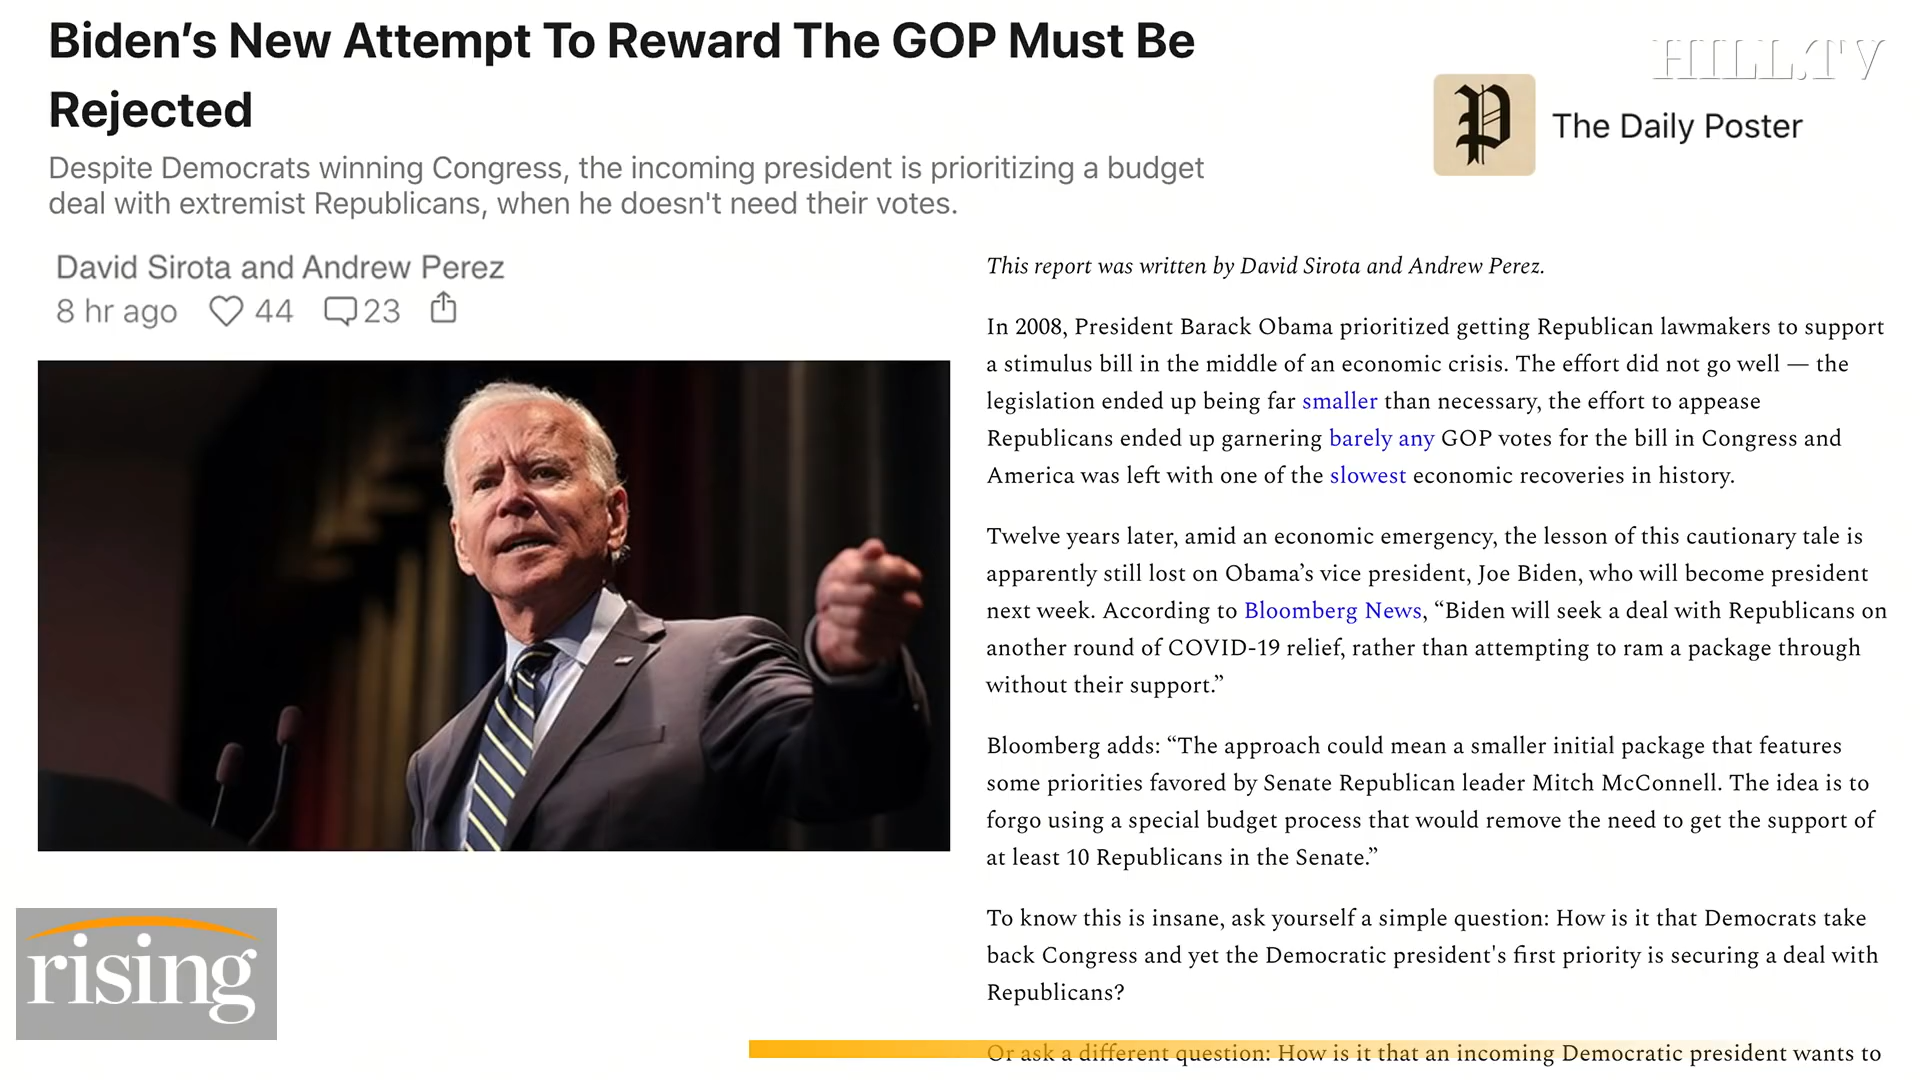 Biden’s New Attempt To Reward The GOP Must Be
Rejected
Despite Democrats winning Congress, the incoming president is prioritizing a budget
deal with extremist Republicans, when he doesn't need their votes.
David Sirota and Andrew Perez
8 hr ago 44 23
HILL.TV
P
The Daily Poster
This report was written by David Sirota and Andrew Perez.
In 2008, President Barack Obama prioritized getting Republican lawmakers to support
a stimulus bill in the middle of an economic crisis. The effort did not go well — the
legislation ended up being far smaller than necessary, the effort to appease
Republicans ended up garnering barely any GOP votes for the bill in Congress and
America was left with one of the slowest economic recoveries in history.
Twelve years later, amid an economic emergency, the lesson of this cautionary tale is
apparently still lost on Obama’s vice president, Joe Biden, who will become president
next week. According to Bloomberg News, “Biden will seek a deal with Republicans on
another round of COVID-19 relief, rather than attempting to ram a package through
without their support.”
Bloomberg adds: “The approach could mean a smaller initial package that features
some priorities favored by Senate Republican leader Mitch McConnell. The idea is to
forgo using a special budget process that would remove the need to get the support of
at least 10 Republicans in the Senate.”
To know this is insane, ask yourself a simple question: How is it that Democrats take
back Congress and yet the Democratic president's first priority is securing a deal with
Republicans?
Or ask a different question: How is it that an incoming Democratic president wants to
rising